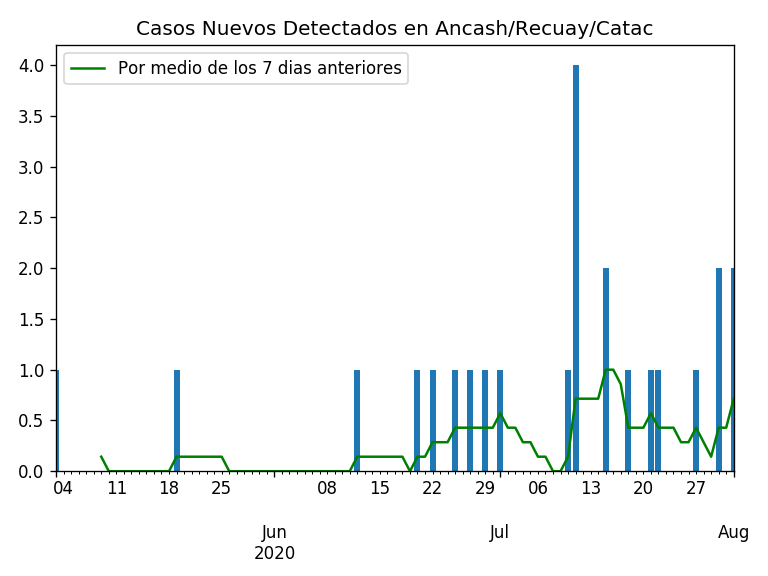 Casos Nuevos Detectados en Ancash/Recuay/Catac
Por medio de los 7 dias anteriores
4.0
3.5
3.0
2.5
2.0
1.5
1.0
0.5
0.0
04 11 18 25 08 15 22 29 06 13 20 27
Jun Jul Aug
2020